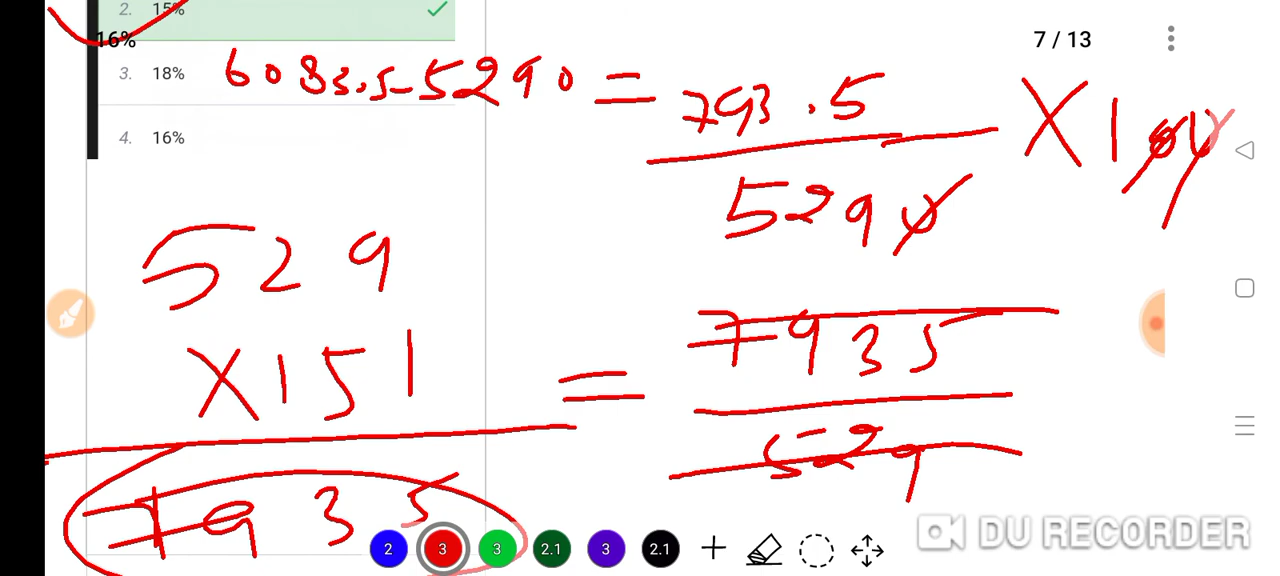 2. 15%
16%
7 / 13
3. 18%
6083.5-5290 = 793.5 / 5290 X 100
4. 16%
529
X151
= 7935 / 529
7935
2 3 3 2.1 3 2.1
DU RECORDER